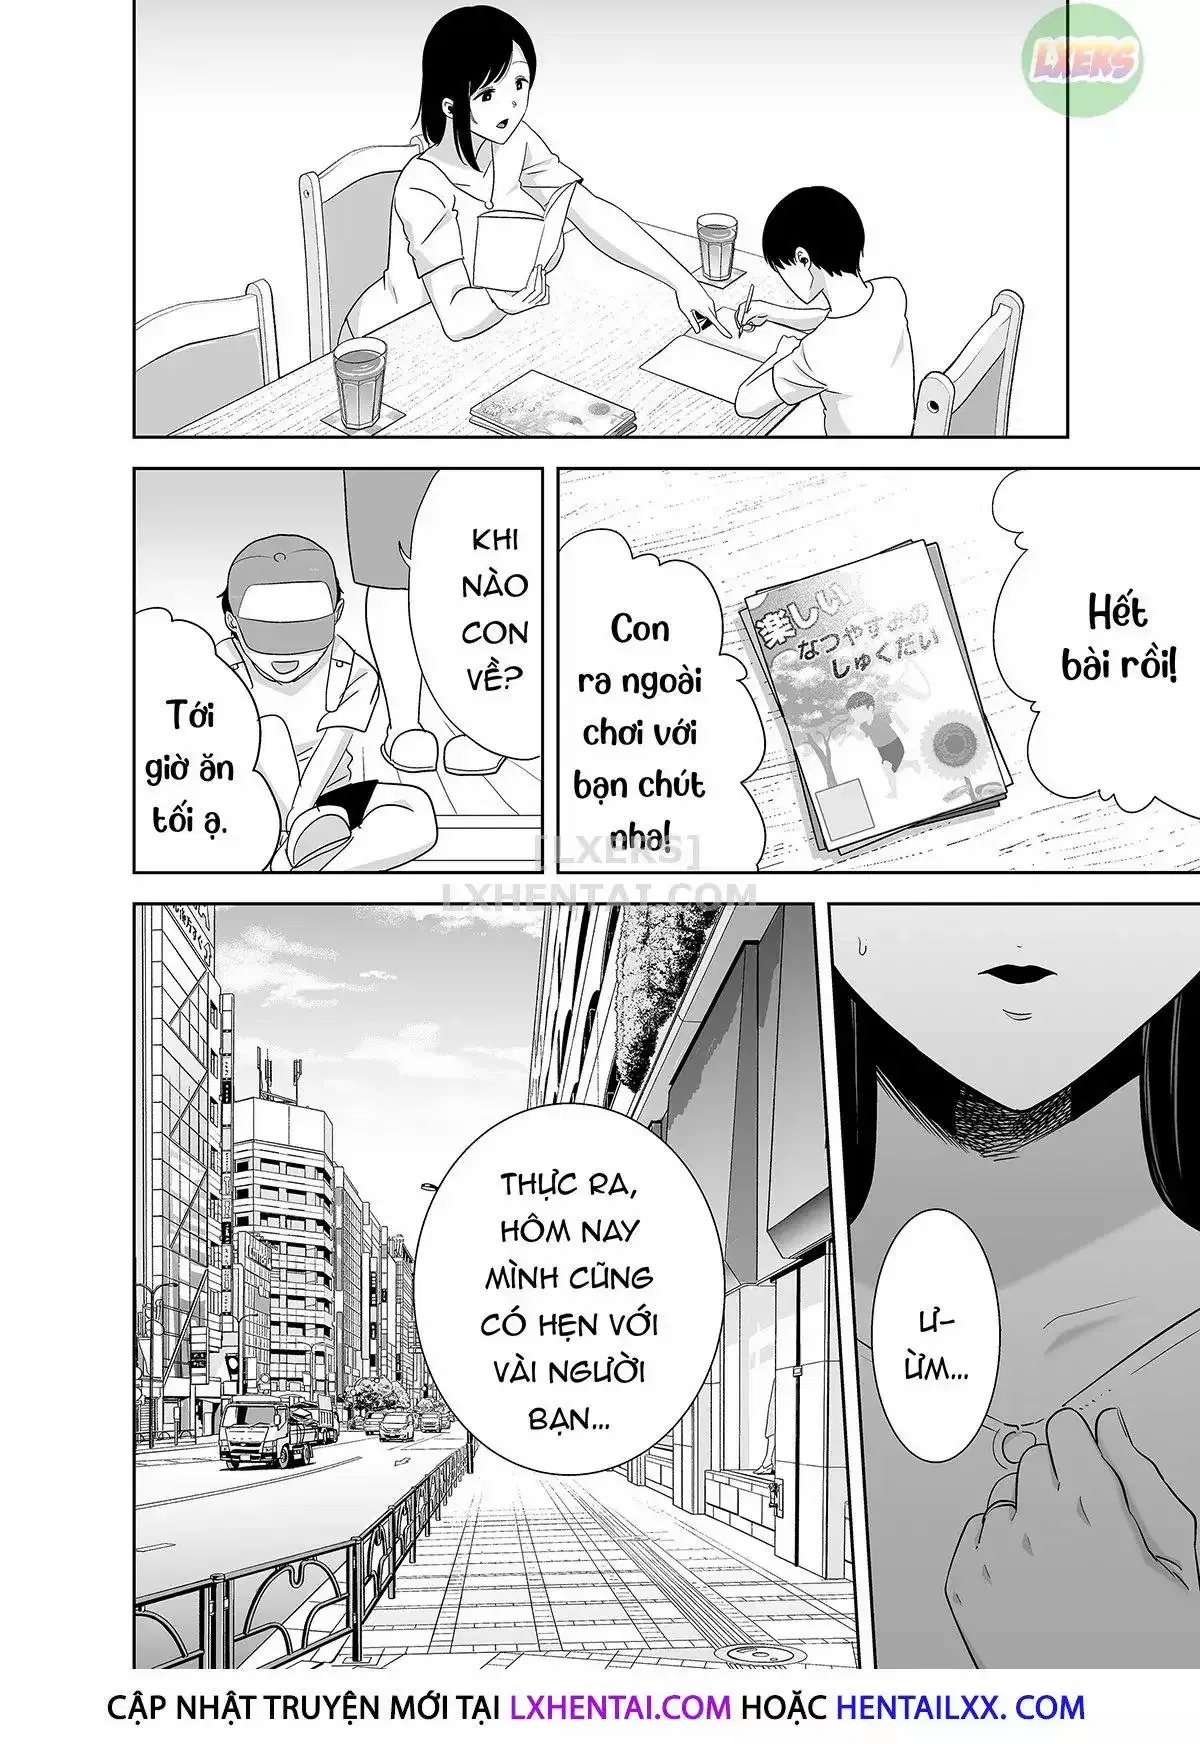 LXERS
Hết
bài rồi!
楽しい
なつやすみの
しゅくだい
Con
ra ngoài
chơi với
bạn chút
nha!
KHI
NÀO
CON
VỀ?
Tới
giờ ăn
tối ạ.
[LXERS]
LXHENTAI.COM
Ư-
ỪM...
THỰC RA,
HÔM NAY
MÌNH CŨNG
CÓ HẸN VỚI
VÀI NGƯỜI
BẠN...
CẬP NHẬT TRUYỆN MỚI TẠI LXHENTAI.COM HOẶC HENTAILXX. COM